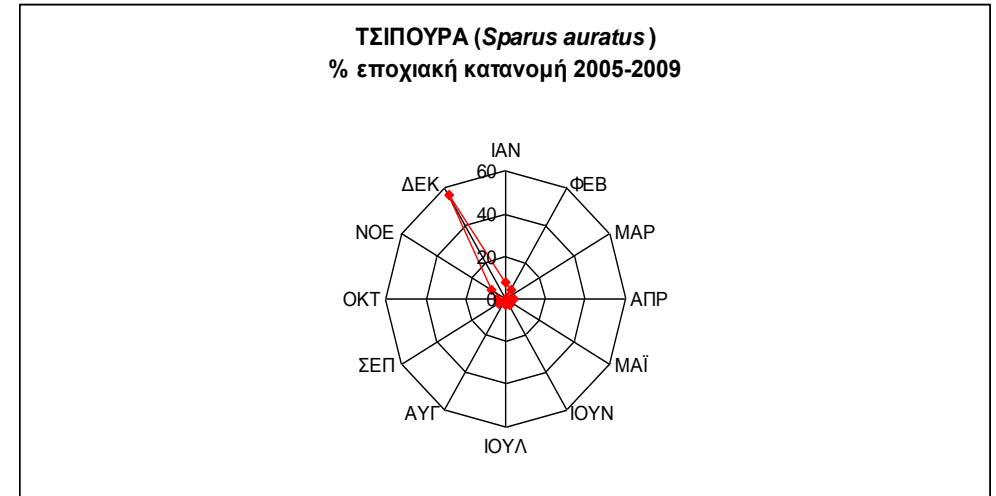 ΤΣΙΠΟΥΡΑ (Sparus auratus)
% εποχιακή κατανομή 2005-2009
ΙΑΝ
60
ΔΕΚ
ΦΕΒ
40
ΝΟΕ
ΜΑΡ
20
ΟΚΤ
0
ΑΠΡ
ΣΕΠ
ΜΑΪ
ΑΥΓ
ΙΟΥΝ
ΙΟΥΛ